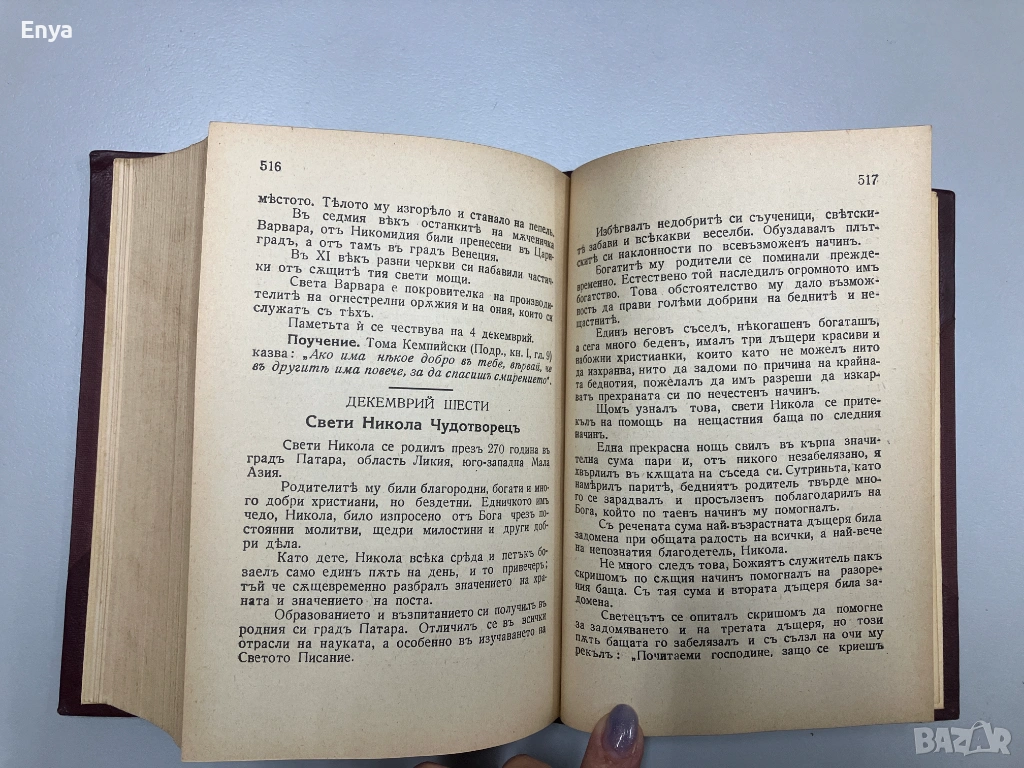 Enya
516
мѣстото. Тѣлото му изгорѣло и станало на пепель.
Въ седмия вѣкъ останкитѣ на мѫченичка
Варвара, отъ Никомидия били пренесени въ Цари-
градъ, а отъ тамъ въ градъ Венеция.
Въ XI вѣкъ разни черкви си набавили частич-
ки отъ сѫщитѣ тия свети мощи.
Света Варвара е покровителка на производи-
телитѣ на огнестрелни орѫжия и на ония, които си
служатъ съ тѣхъ.
Паметьта ѝ се чествува на 4 декемврий.
Поучение. Тома Кемпийски (Подр., кн. I, гл. 9)
казва: „Ако има нѣкое добро въ тебе, вѣрвай, че
въ другитѣ има повече, за да спасишъ смирението“.
ДЕКЕМВРИЙ ШЕСТИ
Свети Никола Чудотворецъ
Свети Никола се родилъ презъ 270 година въ
градъ Патара, область Ликия, юго-западна Мала
Азия.
Родителитѣ му били благородни, богати и мно-
го добри християни, но бездетни. Едничкото имъ
чедо, Никола, било изпросено отъ Бога чрезъ по-
стоянни молитви, щедри милостини и други доб-
ри дѣла.
Като дете, Никола всѣка срѣда и петъкъ бо-
заелъ само единъ пѫть на день, и то привечерь;
тъй че сѫщевременно разбралъ значението на хра-
ната и значението на поста.
Образованието и възпитанието си получилъ въ
родния си градъ Патара. Отличилъ се въ всички
отрасли на науката, а особенно въ изучаването на
Светото Писание.
517
Избѣгвалъ недобритѣ си съученици, свѣтски-
тѣ забави и всѣкакви веселби. Обуздавалъ плът-
скитѣ си наклонности по всевъзможенъ начинъ.
Богатитѣ му родители се поминали прежде-
временно. Естествено той паследилъ огромното имъ
богатство. Това обстоятелство му дало възмож-
ность да прави голѣми добрини на беднитѣ и не-
щастнитѣ.
Единъ неговъ съседъ, нѣкогашенъ богаташъ,
а сега много беденъ, ималъ три дъщери красиви и
набожни християнки, които като не можелъ нито
да изхранва, нито да задоми по причина на крайна-
та беднотия, пожѐлалъ да имъ разреши да изкар-
ватъ прехраната си по нечестенъ начинъ.
Щомъ узналъ това, свети Никола се прите-
къ̀лъ на помощь на нещастния баща по следния
начинъ.
Една прекрасна нощь свилъ въ кърпа значи-
телна сума пари и, отъ никого незабелязано, я
хвърлилъ въ кѫщата на съседа си. Сутриньта, като
намѣрилъ паритѣ, бедниятъ родитель твърде мно-
го се зарадвалъ и просълзенъ поблагодарилъ на
Бога, който по таенъ начинъ му помогналъ.
Съ речената сума най-възрастната дъщеря била
задомена при общата радость на всички, а най-вече
на непознатия благодетель, Никола.
Не много следъ това, Божиятъ служитель пакъ
скришомъ по сѫщия начинъ помогналъ на разоре-
ния баща. Съ тая сума и втората дъщеря била за-
домена.
Светецътъ се опиталъ скришомъ да помогне
за задомяването и на третата дъщеря, но този
пѫть бащата го забелязалъ и съ сълзи на очи му
рекълъ: „Почитаеми господине, защо се криешъ
BAZAR